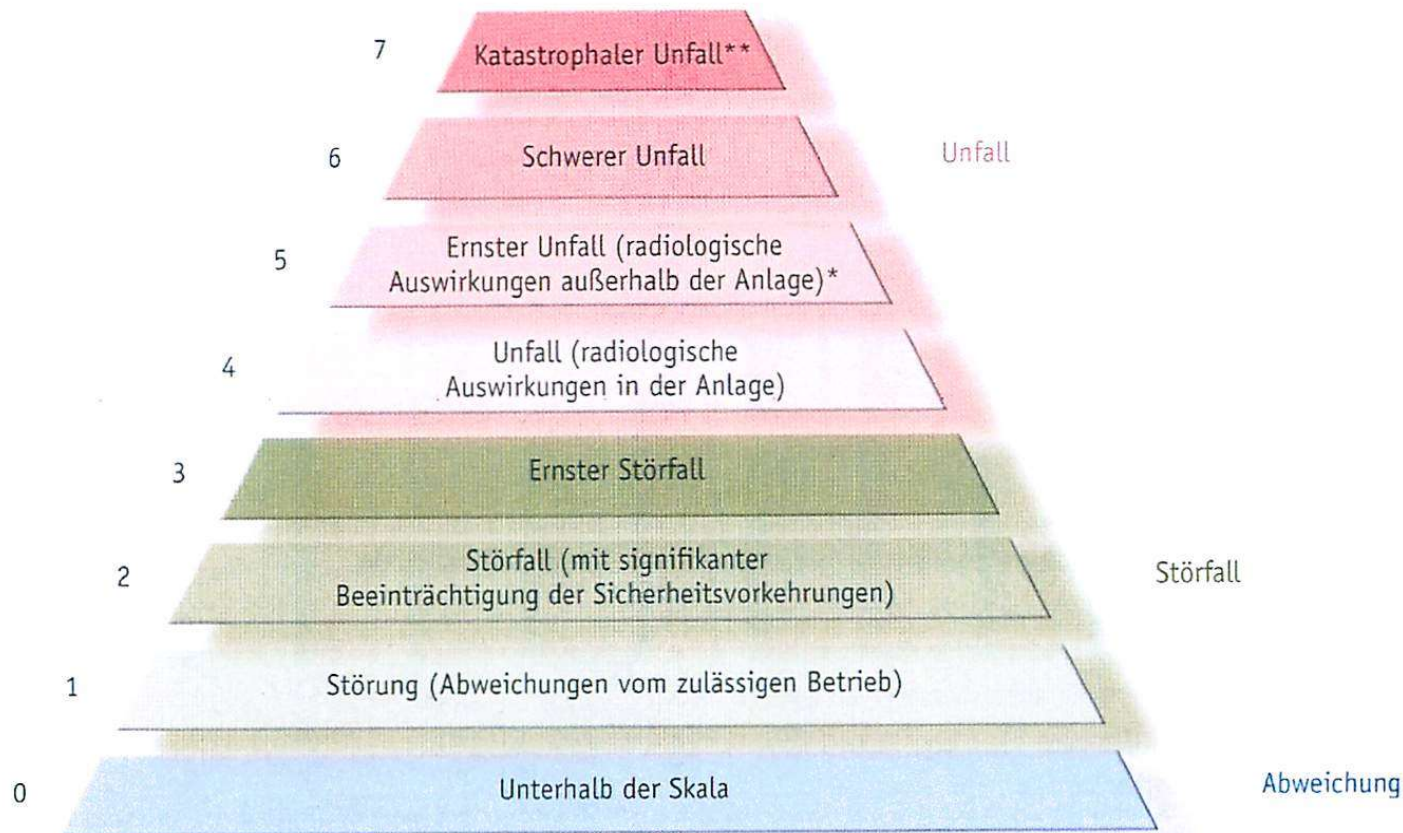 7
Katastrophaler Unfall**
6
Schwerer Unfall
Unfall
5
Ernster Unfall (radiologische
Auswirkungen außerhalb der Anlage)*
4
Unfall (radiologische
Auswirkungen in der Anlage)
3
Ernster Störfall
2
Störfall (mit signifikanter
Beeinträchtigung der Sicherheitsvorkehrungen)
Störfall
1
Störung (Abweichungen vom zulässigen Betrieb)
0
Unterhalb der Skala
Abweichung